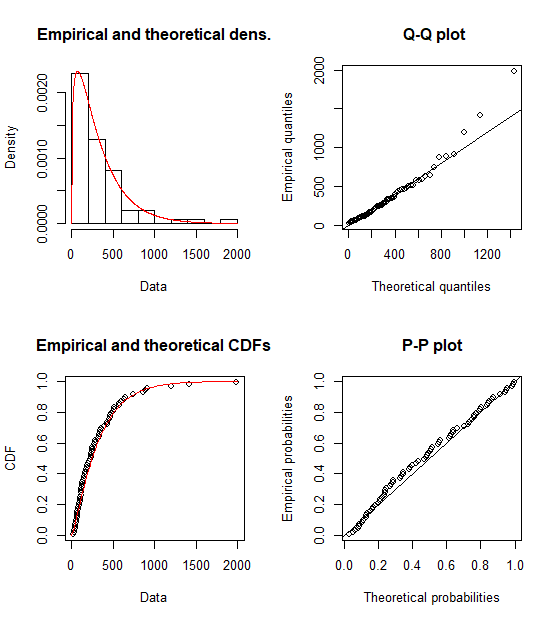 Empirical and theoretical dens.
Density
0.0000 0.0010 0.0020
0 500 1000 1500 2000
Data
Q-Q plot
Empirical quantiles
0 500 1000 2000
0 400 800 1200
Theoretical quantiles
Empirical and theoretical CDFs
CDF
0.0 0.2 0.4 0.6 0.8 1.0
0 500 1000 1500 2000
Data
P-P plot
Empirical probabilities
0.0 0.2 0.4 0.6 0.8 1.0
0.0 0.2 0.4 0.6 0.8 1.0
Theoretical probabilities